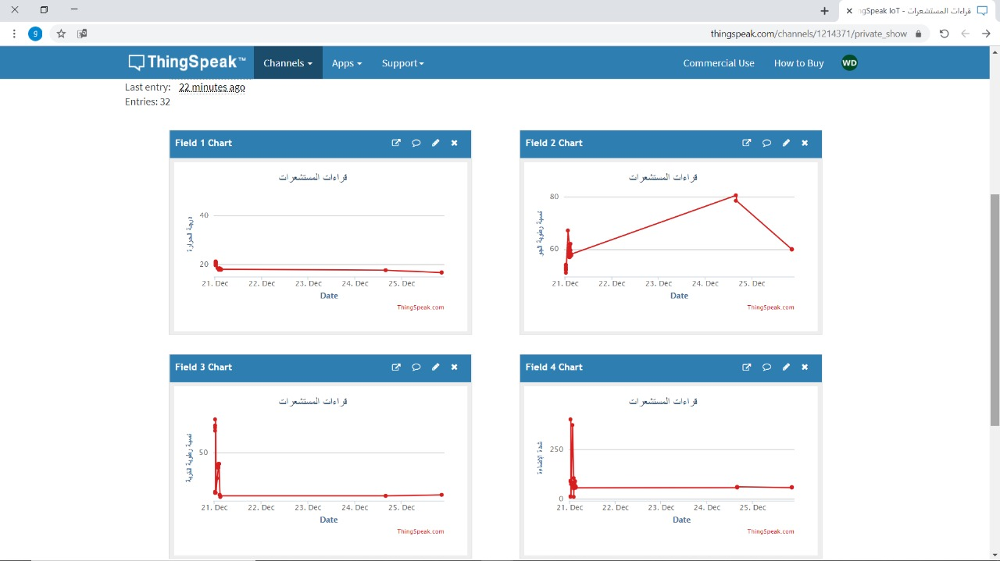 قراءات المستشعرات - ThingSpeak IoT
thingspeak.com/channels/1214371/private_show
g
ThingSpeak™ Channels Apps Support Commercial Use How to Buy WD
Last entry: 22 minutes ago
Entries: 32
Field 1 Chart
قراءات المستشعرات
درجة الحرارة
40
20
21. Dec 22. Dec 23. Dec 24. Dec 25. Dec
Date
ThingSpeak.com
Field 2 Chart
قراءات المستشعرات
نسبة رطوبة الجو
80
60
21. Dec 22. Dec 23. Dec 24. Dec 25. Dec
Date
ThingSpeak.com
Field 3 Chart
قراءات المستشعرات
نسبة رطوبة التربة
50
21. Dec 22. Dec 23. Dec 24. Dec 25. Dec
Date
ThingSpeak.com
Field 4 Chart
قراءات المستشعرات
شدة الإضاءة
250
0
21. Dec 22. Dec 23. Dec 24. Dec 25. Dec
Date
ThingSpeak.com